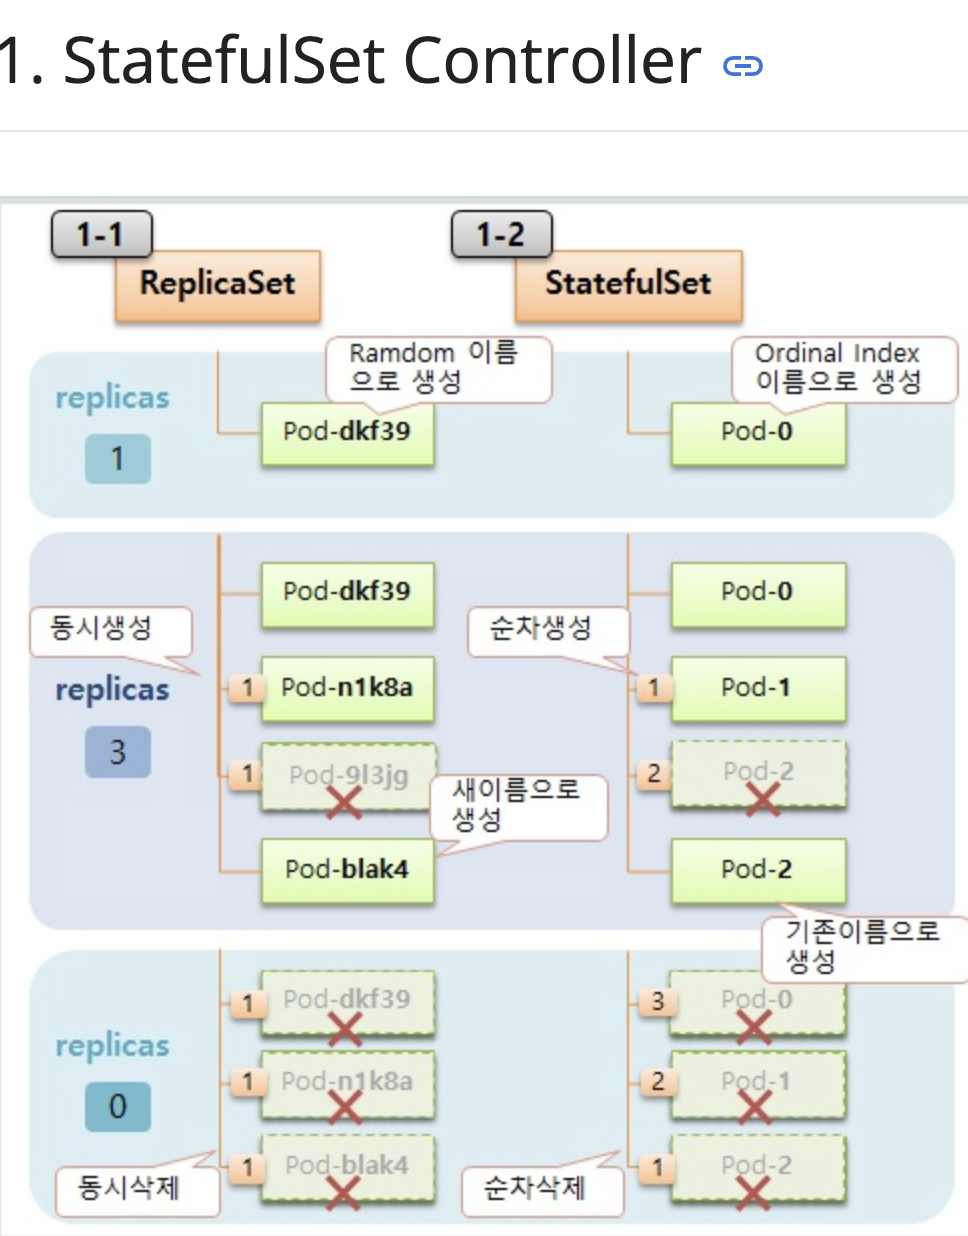 1. StatefulSet Controller
1-1
ReplicaSet
1-2
StatefulSet
replicas
1
Ramdom 이름
으로 생성
Pod-dkf39
Ordinal Index
이름으로 생성
Pod-0
replicas
3
동시생성
Pod-dkf39
1
Pod-n1k8a
1
Pod-9l3jg
새이름으로
생성
Pod-blak4
순차생성
Pod-0
1
Pod-1
2
Pod-2
Pod-2
기존이름으로
생성
replicas
0
1
Pod-dkf39
1
Pod-n1k8a
1
Pod-blak4
동시삭제
3
Pod-0
2
Pod-1
1
Pod-2
순차삭제